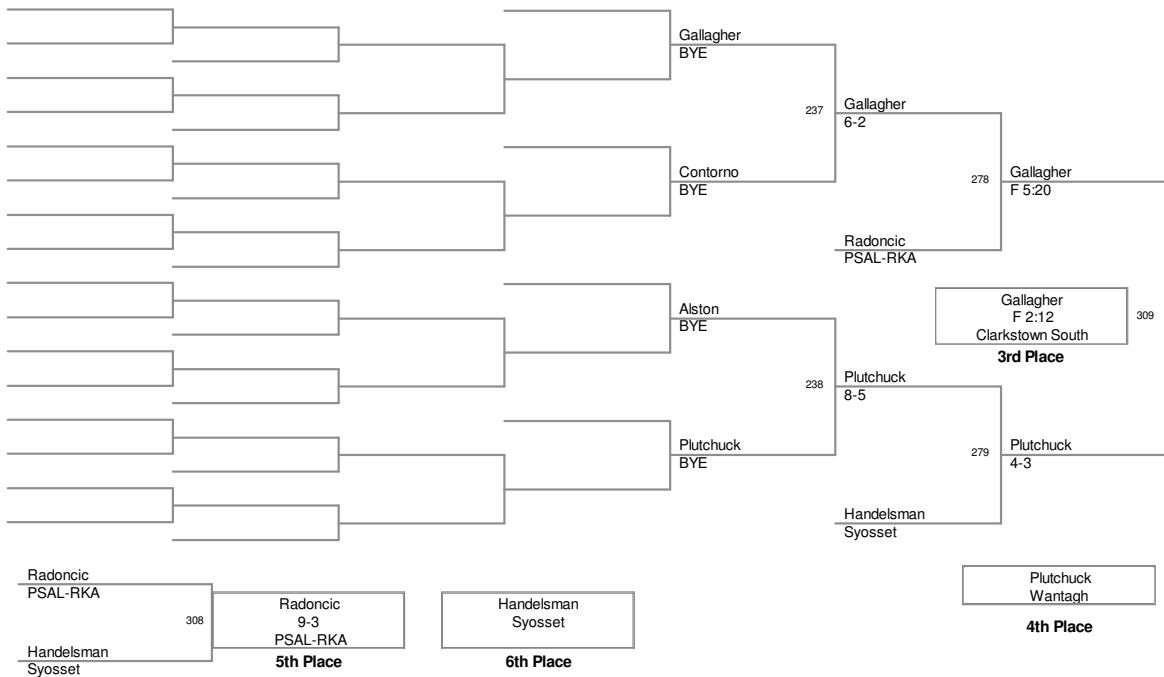 Gallagher
BYE
237
Gallagher
6-2
Contorno
BYE
278
Gallagher
F 5:20
Radoncic
PSAL-RKA
Alston
BYE
Gallagher
F 2:12
Clarkstown South
309
3rd Place
238
Plutchuck
8-5
Plutchuck
BYE
279
Plutchuck
4-3
Handelsman
Syosset
Radoncic
PSAL-RKA
308
Handelsman
Syosset
Radoncic
9-3
PSAL-RKA
5th Place
Handelsman
Syosset
6th Place
Plutchuck
Wantagh
4th Place